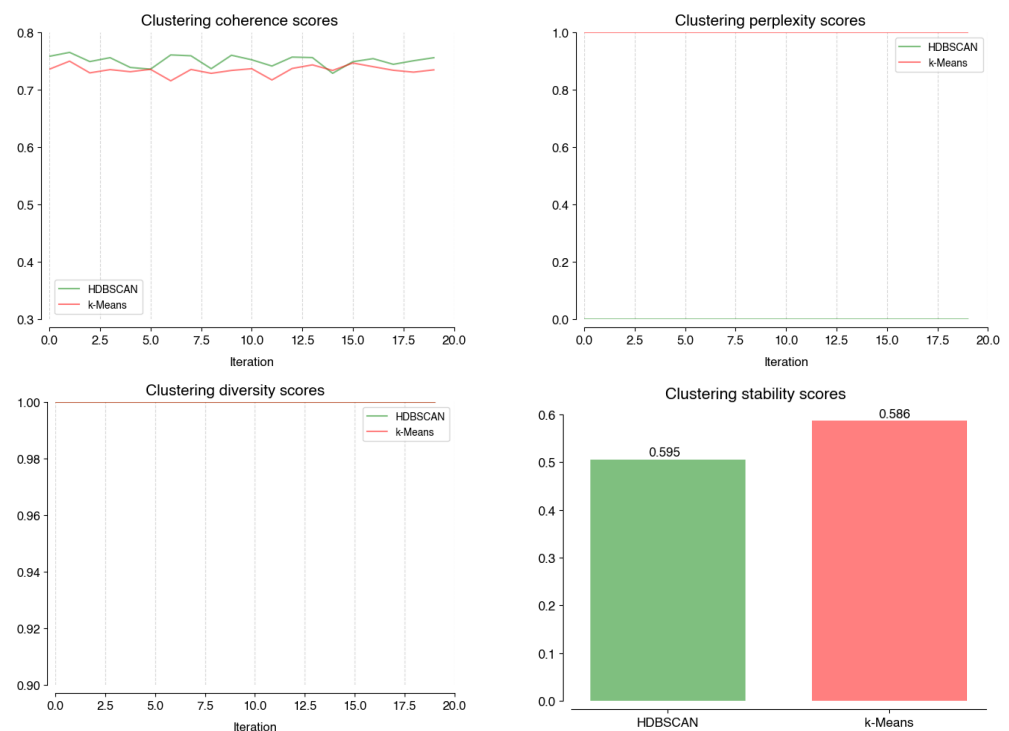 Clustering coherence scores
0.8
0.7
0.6
0.5
0.4
0.3
HDBSCAN
k-Means
0.0 2.5 5.0 7.5 10.0 12.5 15.0 17.5 20.0
Iteration
Clustering perplexity scores
1.0
0.8
0.6
0.4
0.2
0.0
HDBSCAN
k-Means
0.0 2.5 5.0 7.5 10.0 12.5 15.0 17.5 20.0
Iteration
Clustering diversity scores
1.00
0.98
0.96
0.94
0.92
0.90
HDBSCAN
k-Means
0.0 2.5 5.0 7.5 10.0 12.5 15.0 17.5 20.0
Iteration
Clustering stability scores
0.6
0.5
0.4
0.3
0.2
0.1
0.0
0.595
0.586
HDBSCAN k-Means